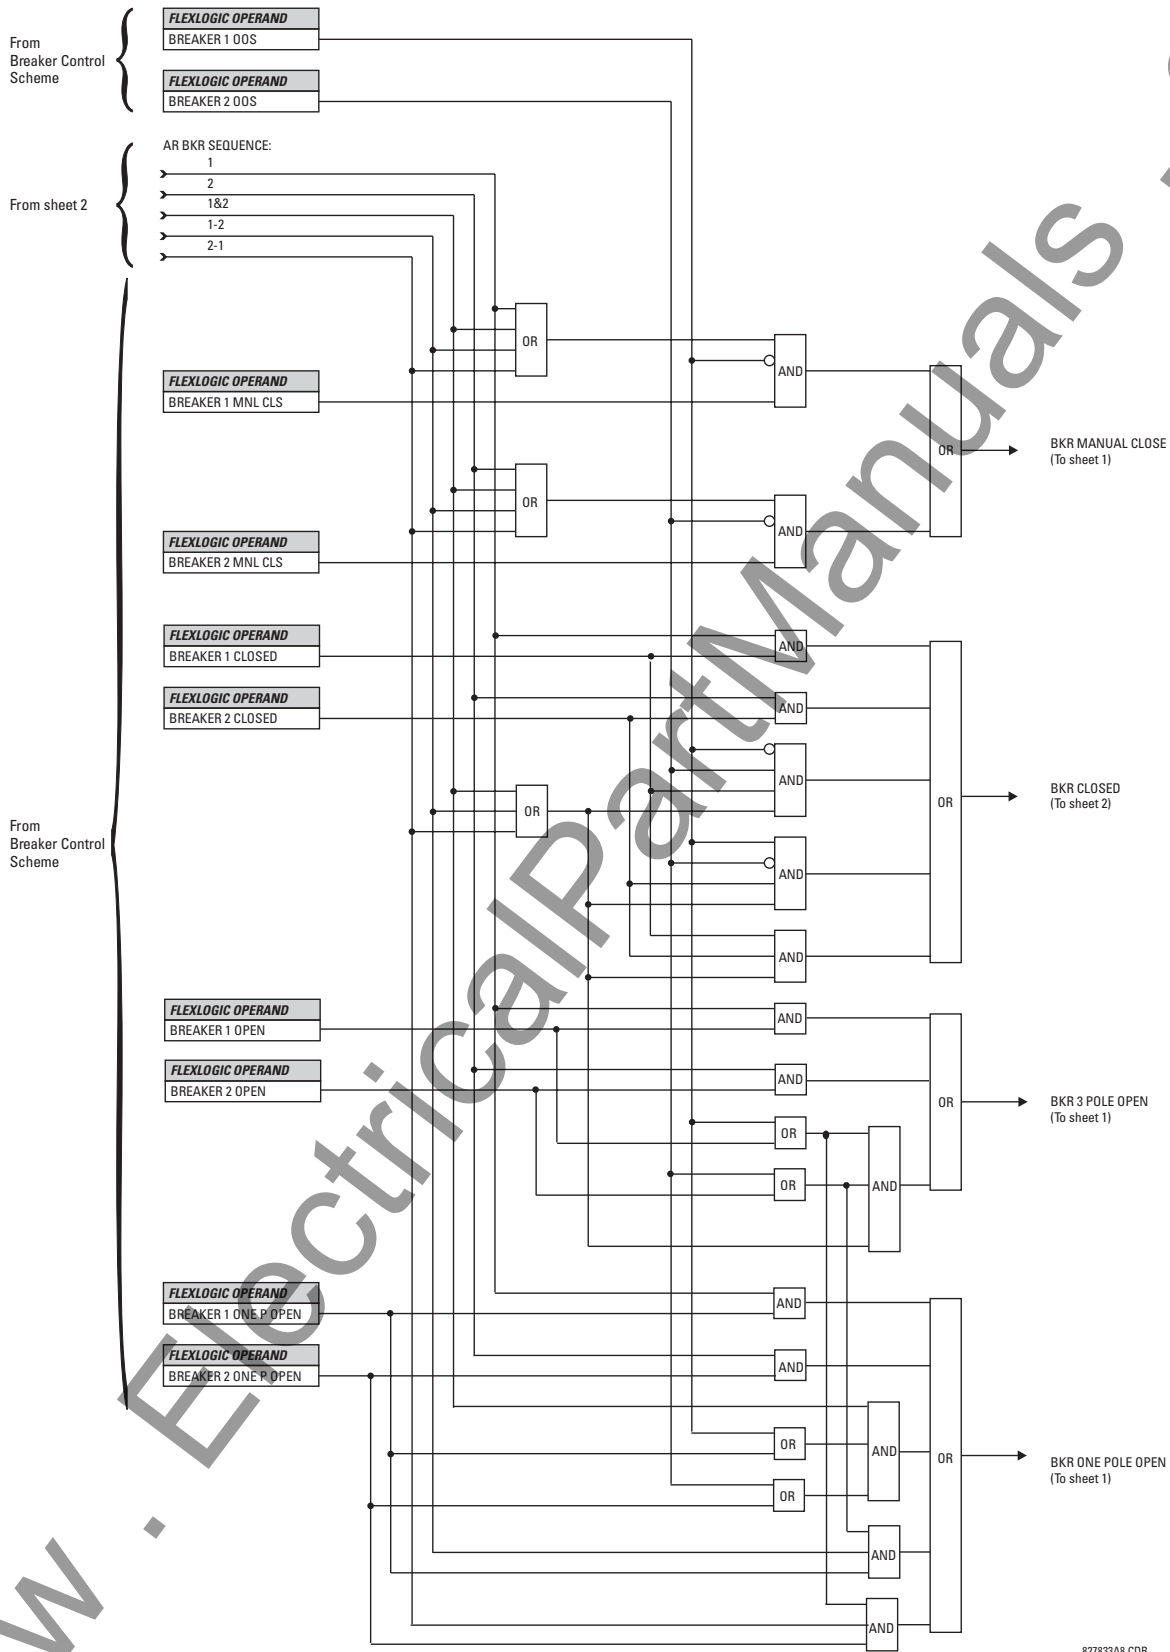 FLEXLOGIC OPERAND
BREAKER 1 OOS
From
Breaker Control
Scheme
FLEXLOGIC OPERAND
BREAKER 2 OOS
AR BKR SEQUENCE:
1
2
1&2
1-2
2-1
From sheet 2
OR
AND
FLEXLOGIC OPERAND
BREAKER 1 MNL CLS
OR
BKR MANUAL CLOSE
(To sheet 1)
OR
AND
FLEXLOGIC OPERAND
BREAKER 2 MNL CLS
FLEXLOGIC OPERAND
BREAKER 1 CLOSED
AND
FLEXLOGIC OPERAND
BREAKER 2 CLOSED
AND
AND
OR
OR
BKR CLOSED
(To sheet 2)
From
Breaker Control
Scheme
AND
AND
FLEXLOGIC OPERAND
BREAKER 1 OPEN
AND
FLEXLOGIC OPERAND
BREAKER 2 OPEN
AND
OR
BKR 3 POLE OPEN
(To sheet 1)
OR
OR
AND
FLEXLOGIC OPERAND
BREAKER 1 ONE P OPEN
AND
FLEXLOGIC OPERAND
BREAKER 2 ONE P OPEN
AND
OR
AND
OR
BKR ONE POLE OPEN
(To sheet 1)
OR
AND
AND
827833A8.CDR
w . ElectricalPartManuals .